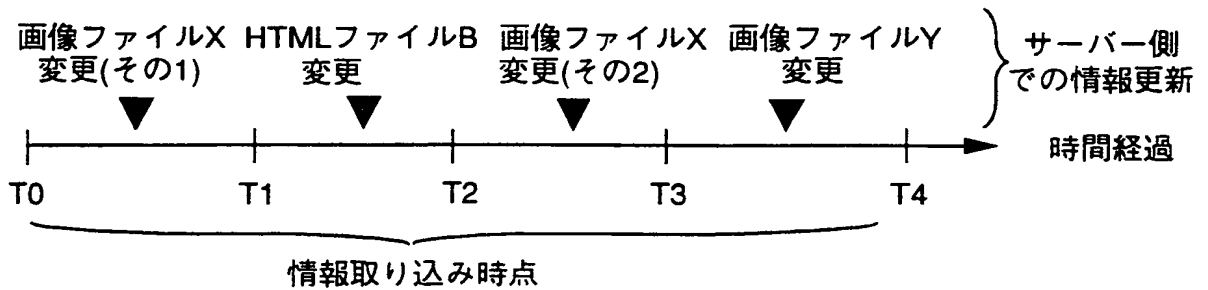 画像ファイルX
変更(その1)
HTMLファイルB
変更
画像ファイルX
変更(その2)
画像ファイルY
変更
サーバー側
での情報更新
時間経過
T0
T1
T2
T3
T4
情報取り込み時点